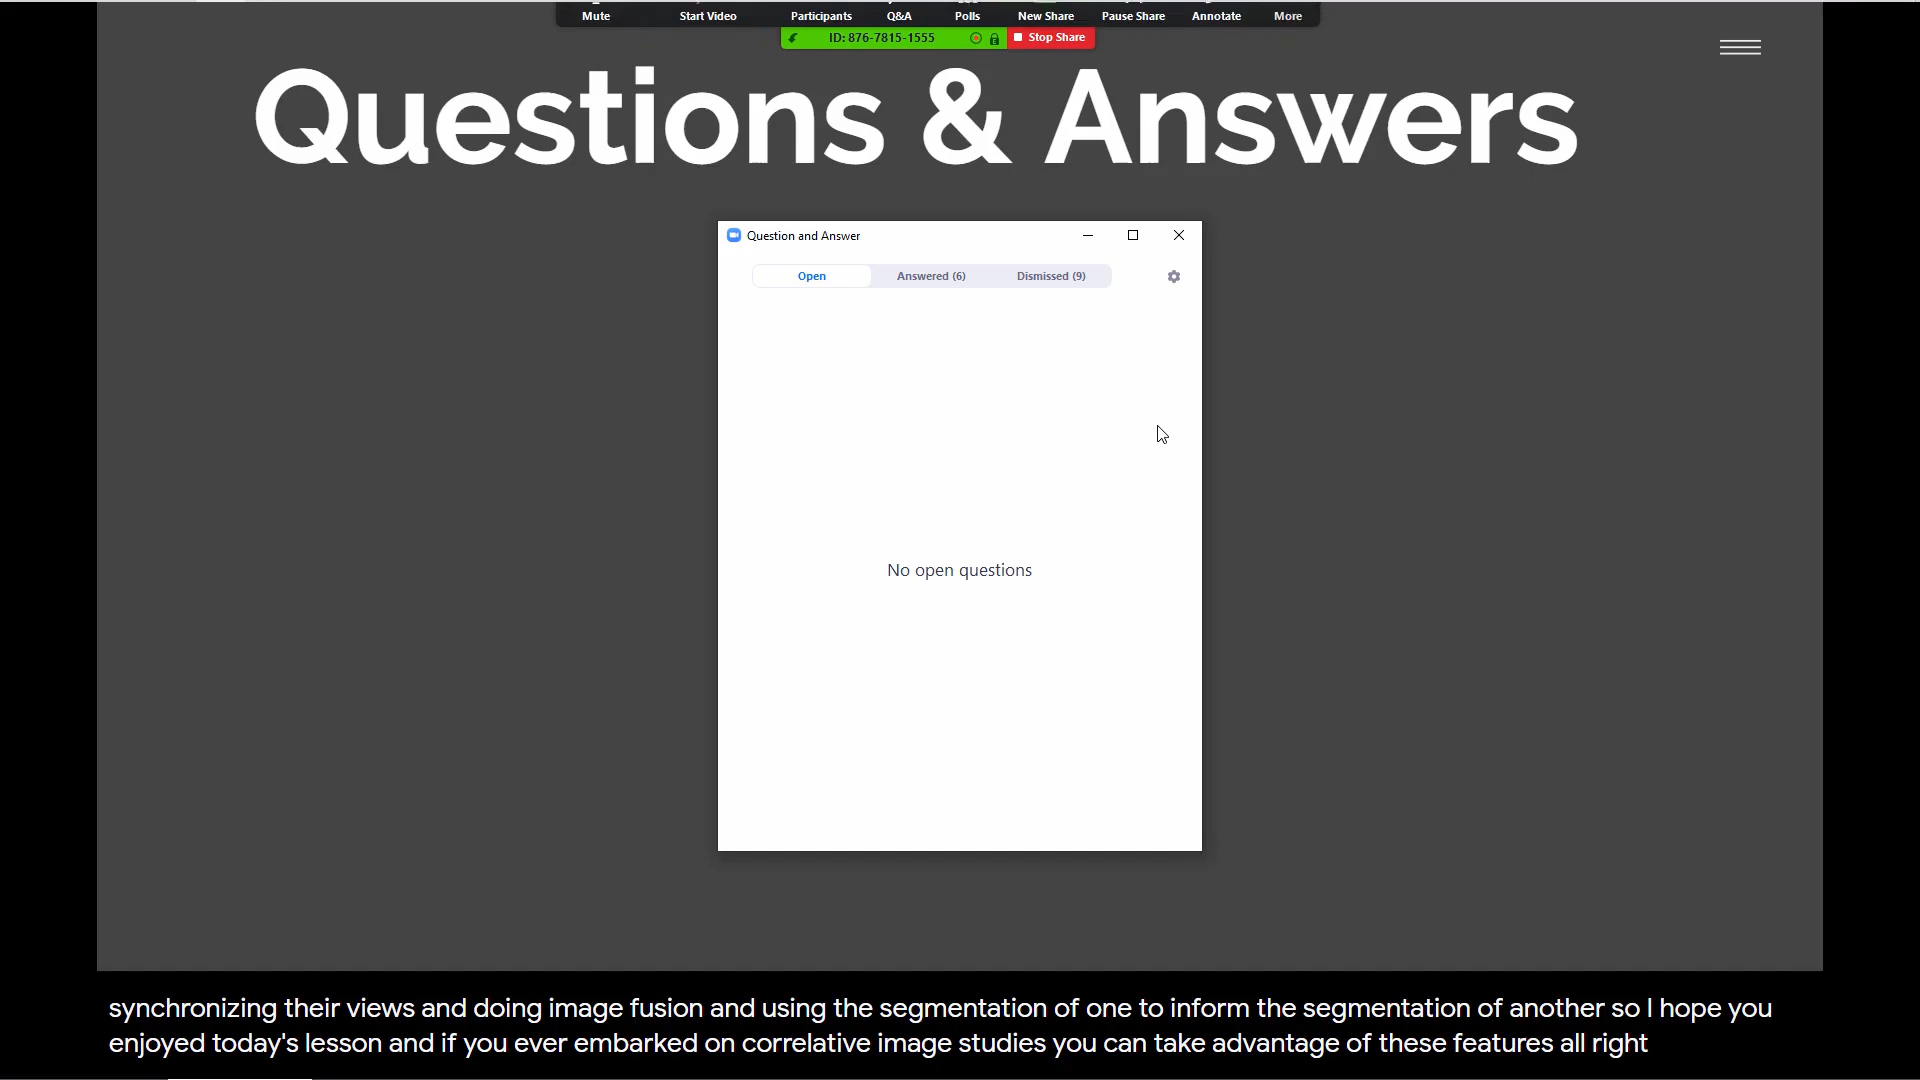 Mute Start Video Participants Q&A Polls New Share Pause Share Annotate More
ID: 876-7815-1555 Stop Share
Questions & Answers
Question and Answer
Open Answered (6) Dismissed (9)
No open questions
synchronizing their views and doing image fusion and using the segmentation of one to inform the segmentation of another so I hope you
enjoyed today's lesson and if you ever embarked on correlative image studies you can take advantage of these features all right